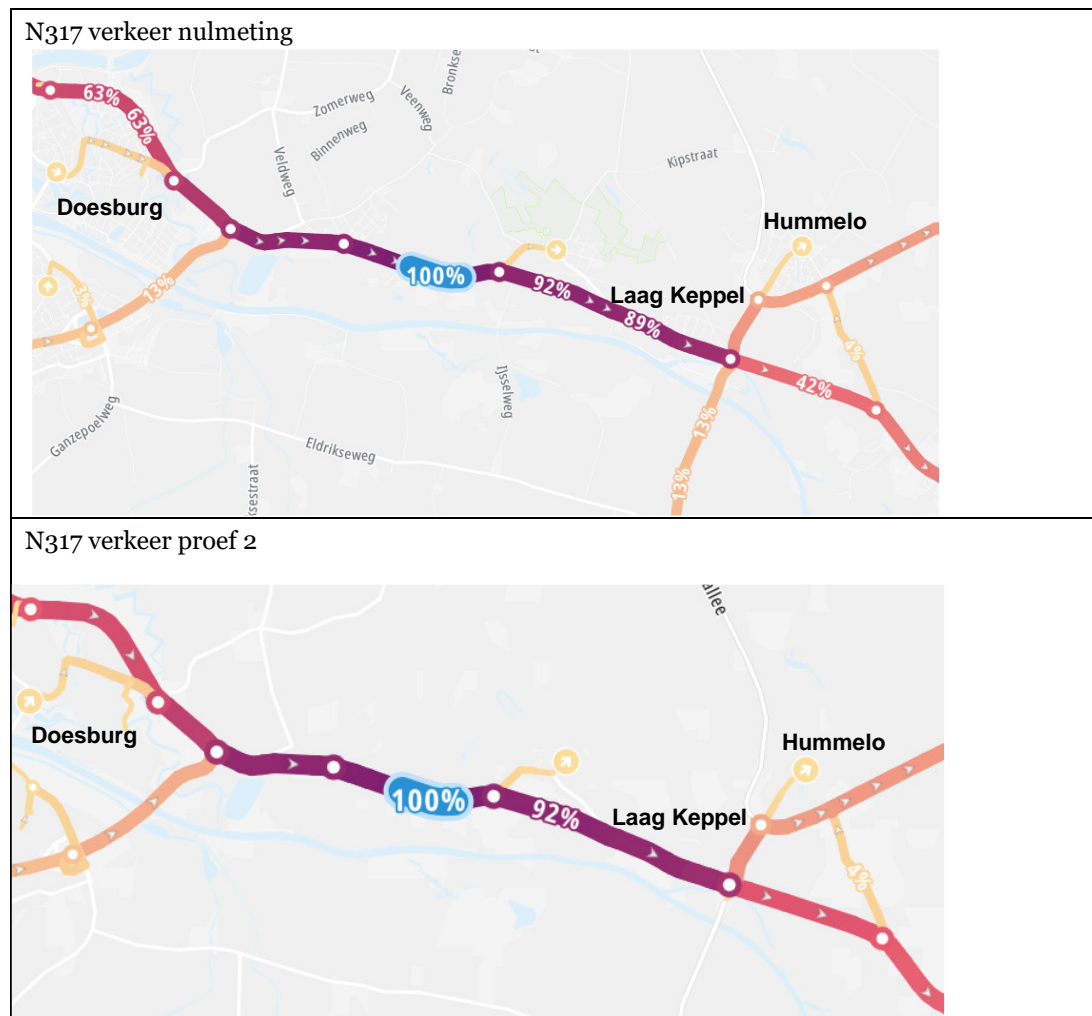 N317 verkeer nulmeting
Bronkse
63%
63%
Zomerweg
Veenweg
Binnenweg
Kipstraat
Veldweg
Doesburg
Hummelo
100%
92%
Laag Keppel
89%
3%
13%
4%
42%
IJsselweg
Ganzepoelweg
Eldrikseweg
ksestraat
13%
13%
N317 verkeer proef 2
allee
Doesburg
Hummelo
100%
92%
Laag Keppel
4%